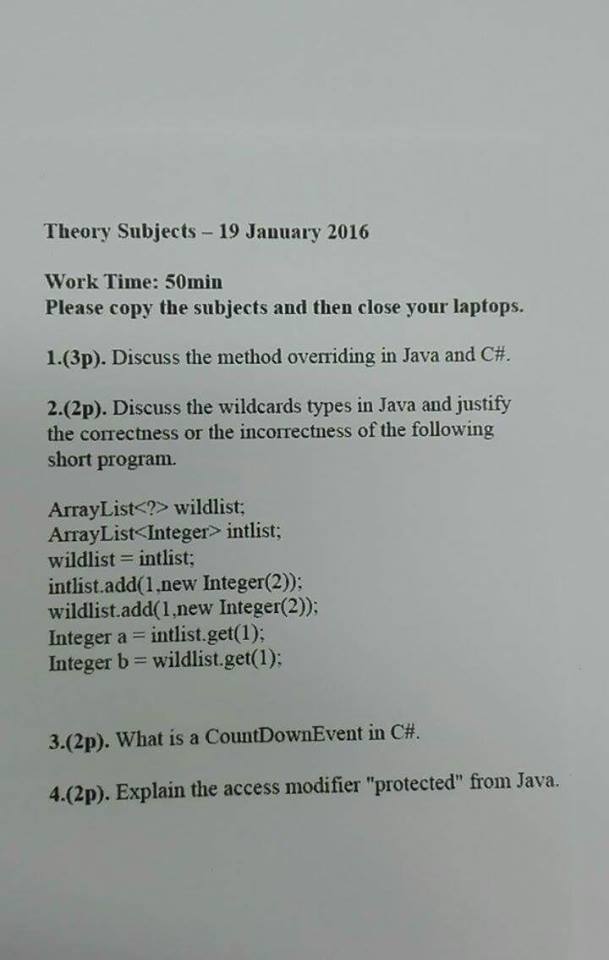 Theory Subjects – 19 January 2016
Work Time: 50min
Please copy the subjects and then close your laptops.
1.(3p). Discuss the method overriding in Java and C#.
2.(2p). Discuss the wildcards types in Java and justify
the correctness or the incorrectness of the following
short program.
ArrayList<?> wildlist;
ArrayList<Integer> intlist;
wildlist = intlist;
intlist.add(1,new Integer(2));
wildlist.add(1,new Integer(2));
Integer a = intlist.get(1);
Integer b = wildlist.get(1);
3.(2p). What is a CountDownEvent in C#.
4.(2p). Explain the access modifier "protected" from Java.